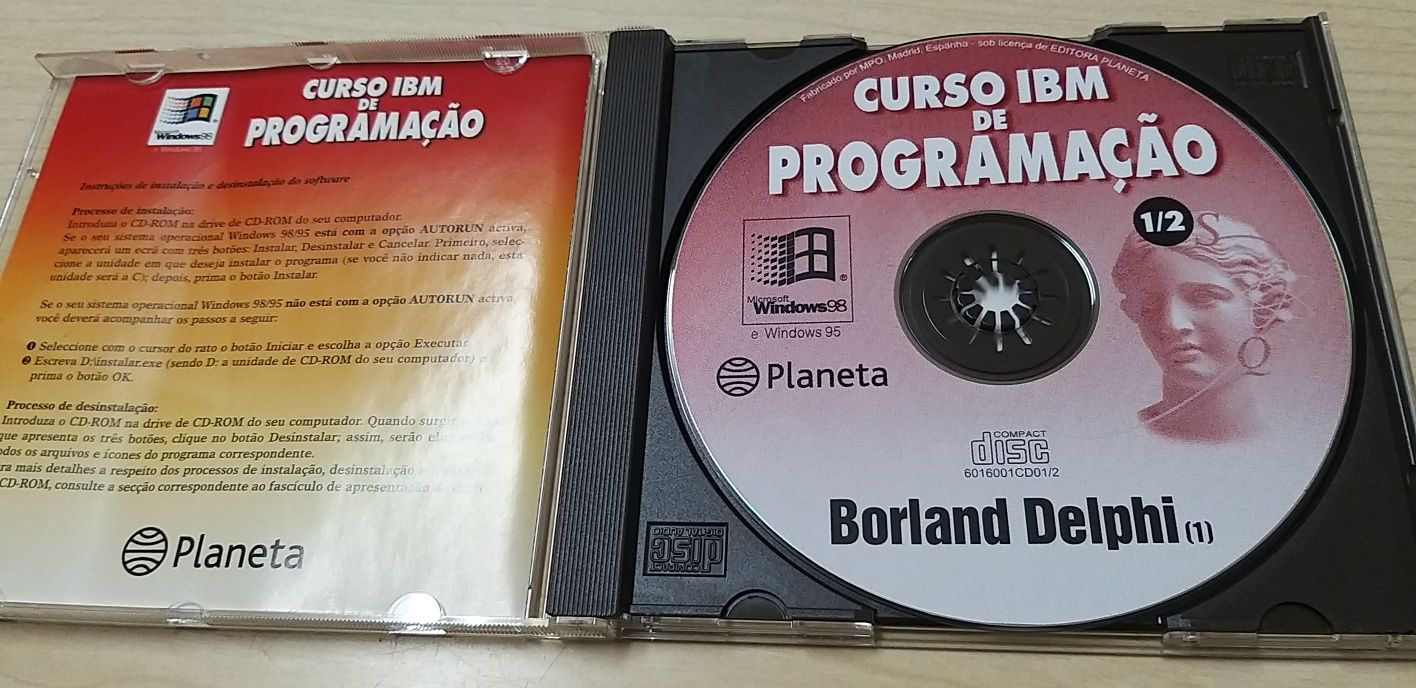 CURSO IBM
DE
PROGRAMAÇÃO
Microsoft
Windows98
e Windows 95
Instruções de instalação e desinstalação do software
Processo de instalação:
Introduza o CD-ROM na drive de CD-ROM do seu computador.
Se o seu sistema operacional Windows 98/95 está com a opção AUTORUN activa,
aparecerá um ecrã com três botões: Instalar, Desinstalar e Cancelar. Primeiro, selec-
cione a unidade em que deseja instalar o programa (se você não indicar nada, esta
unidade será a C); depois, prima o botão Instalar.
Se o seu sistema operacional Windows 98/95 não está com a opção AUTORUN activa,
você deverá acompanhar os passos a seguir:
❶ Seleccione com o cursor do rato o botão Iniciar e escolha a opção Executar
❷ Escreva D:\instalar.exe (sendo D: a unidade de CD-ROM do seu computador) e
prima o botão OK.
Processo de desinstalação:
Introduza o CD-ROM na drive de CD-ROM do seu computador. Quando surgir
que apresenta os três botões, clique no botão Desinstalar; assim, serão
odos os arquivos e ícones do programa correspondente.
ra mais detalhes a respeito dos processos de instalação, desinstalação
CD-ROM, consulte a secção correspondente ao fascículo de apresentação
Planeta
Fabricado por MPO. Madrid, Espanha - sob licença de EDITORA PLANETA
CURSO IBM
DE
PROGRAMAÇÃO
1/2
S
Q
Microsoft
Windows98
e Windows 95
Planeta
COMPACT
disc
6016001CD01/2
Borland Delphi (1)
COMPACT
disc
DIGITAL AUDIO